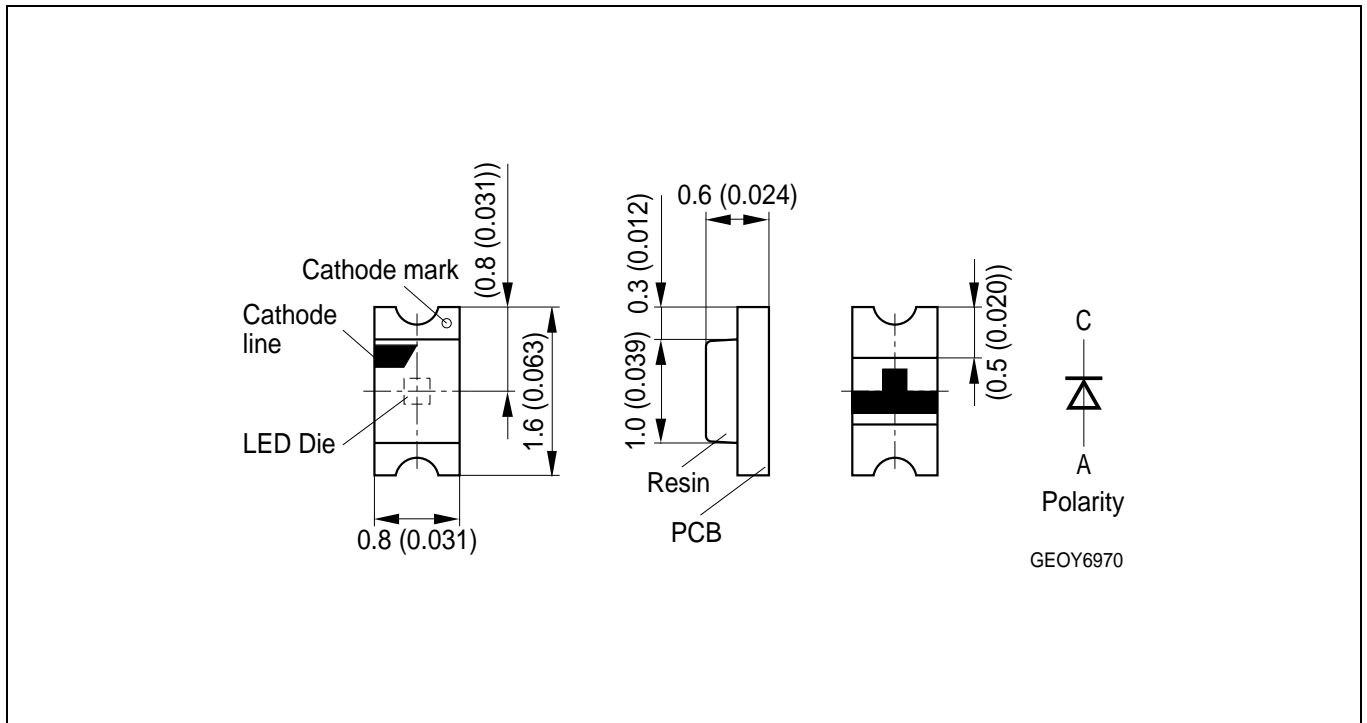 (0.8 (0.031))
Cathode mark
Cathode
line
LED Die
1.6 (0.063)
0.8 (0.031)
0.6 (0.024)
0.3 (0.012)
1.0 (0.039)
Resin
PCB
(0.5 (0.020))
C
A
Polarity
GEOY6970